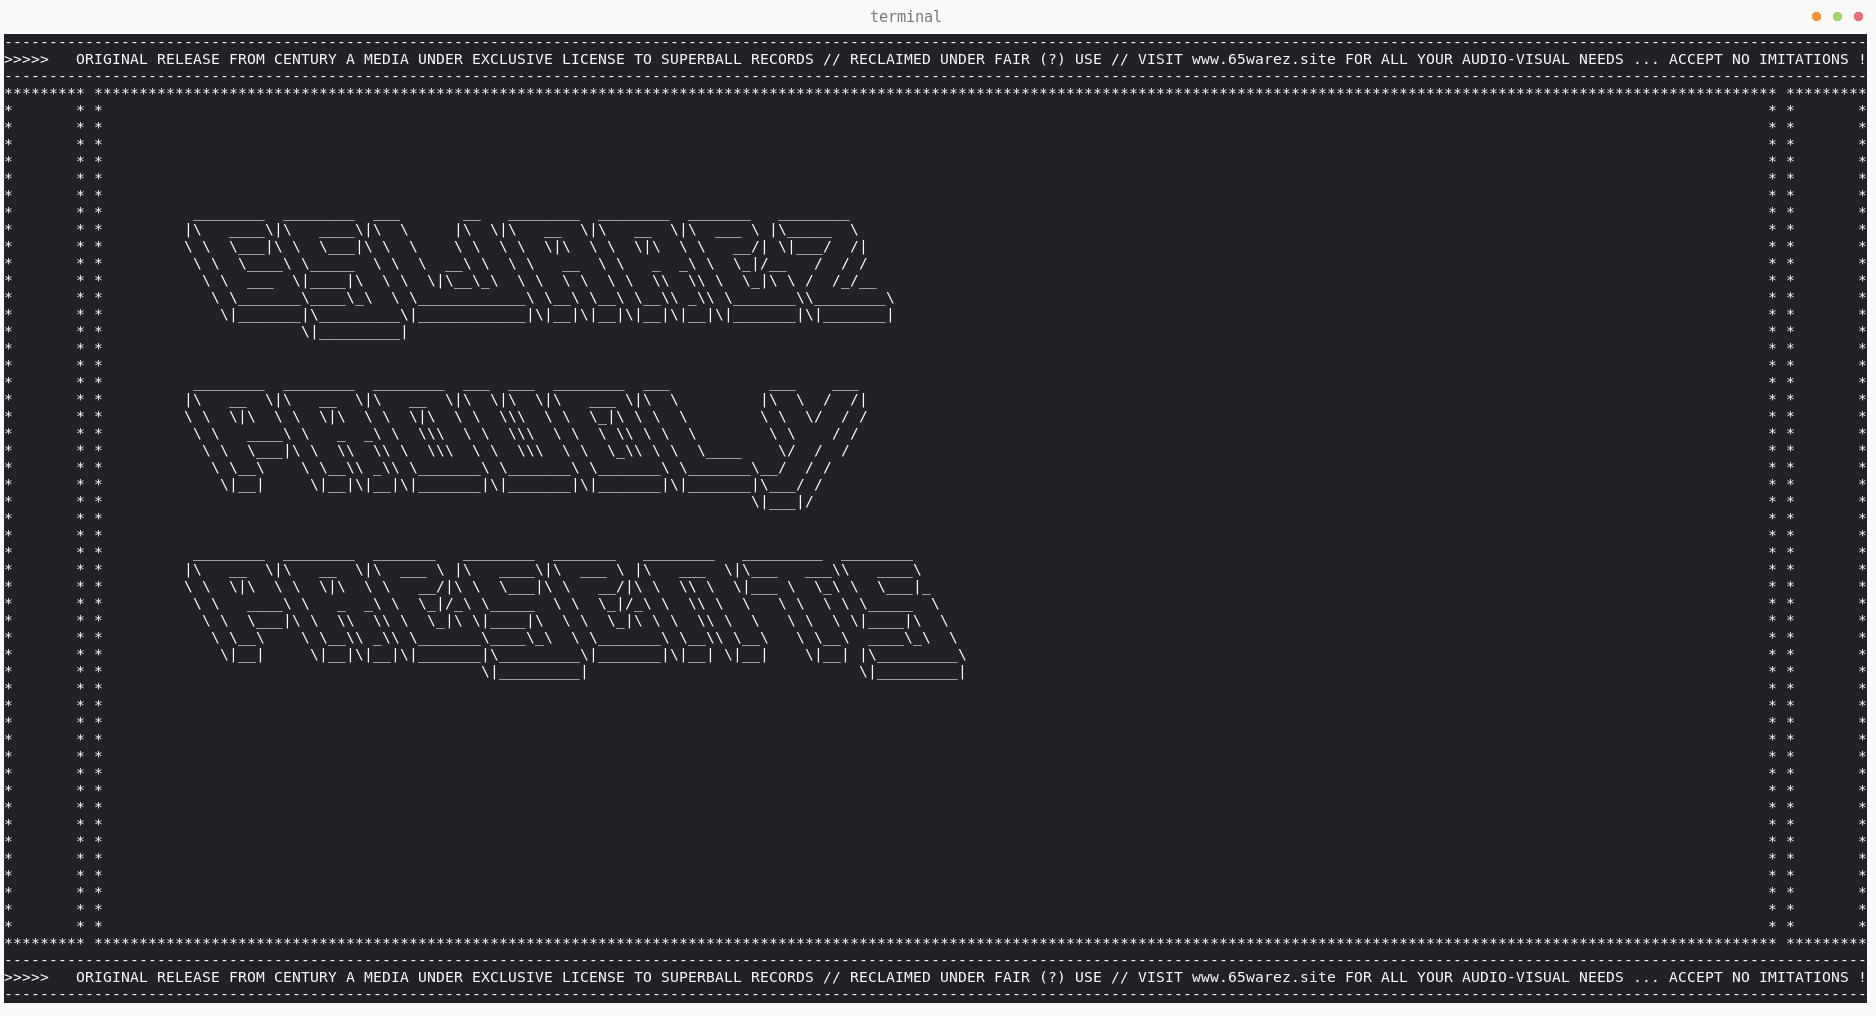 terminal
>>>>> ORIGINAL RELEASE FROM CENTURY A MEDIA UNDER EXCLUSIVE LICENSE TO SUPERBALL RECORDS // RECLAIMED UNDER FAIR (?) USE // VISIT www.65warez.site FOR ALL YOUR AUDIO-VISUAL NEEDS ... ACCEPT NO IMITATIONS !
65WAREZ
PROUDLY
PRESENTS
>>>>> ORIGINAL RELEASE FROM CENTURY A MEDIA UNDER EXCLUSIVE LICENSE TO SUPERBALL RECORDS // RECLAIMED UNDER FAIR (?) USE // VISIT www.65warez.site FOR ALL YOUR AUDIO-VISUAL NEEDS ... ACCEPT NO IMITATIONS !